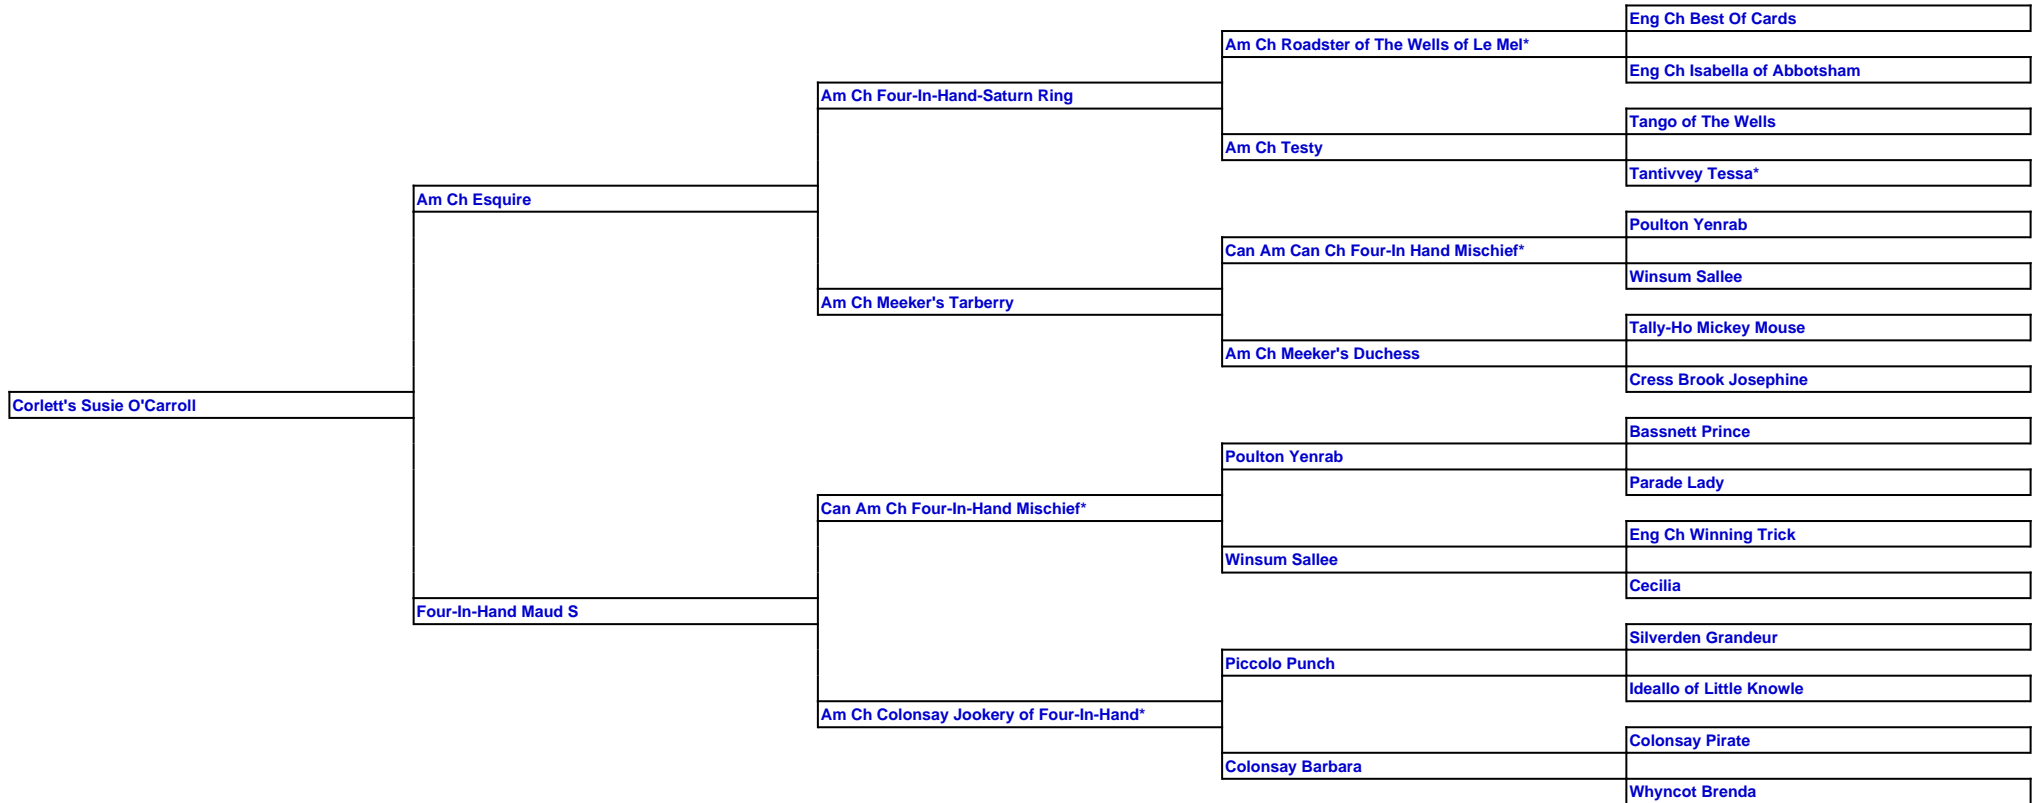 Eng Ch Best Of Cards
Am Ch Roadster of The Wells of Le Mel*
Eng Ch Isabella of Abbotsham
Am Ch Four-In-Hand-Saturn Ring
Tango of The Wells
Am Ch Testy
Tantivvey Tessa*
Am Ch Esquire
Poulton Yenrab
Can Am Can Ch Four-In Hand Mischief*
Winsum Sallee
Am Ch Meeker's Tarberry
Tally-Ho Mickey Mouse
Am Ch Meeker's Duchess
Cress Brook Josephine
Corlett's Susie O'Carroll
Bassnett Prince
Poulton Yenrab
Parade Lady
Can Am Ch Four-In-Hand Mischief*
Eng Ch Winning Trick
Winsum Sallee
Cecilia
Four-In-Hand Maud S
Silverden Grandeur
Piccolo Punch
Ideallo of Little Knowle
Am Ch Colonsay Jookery of Four-In-Hand*
Colonsay Pirate
Colonsay Barbara
Whyncot Brenda